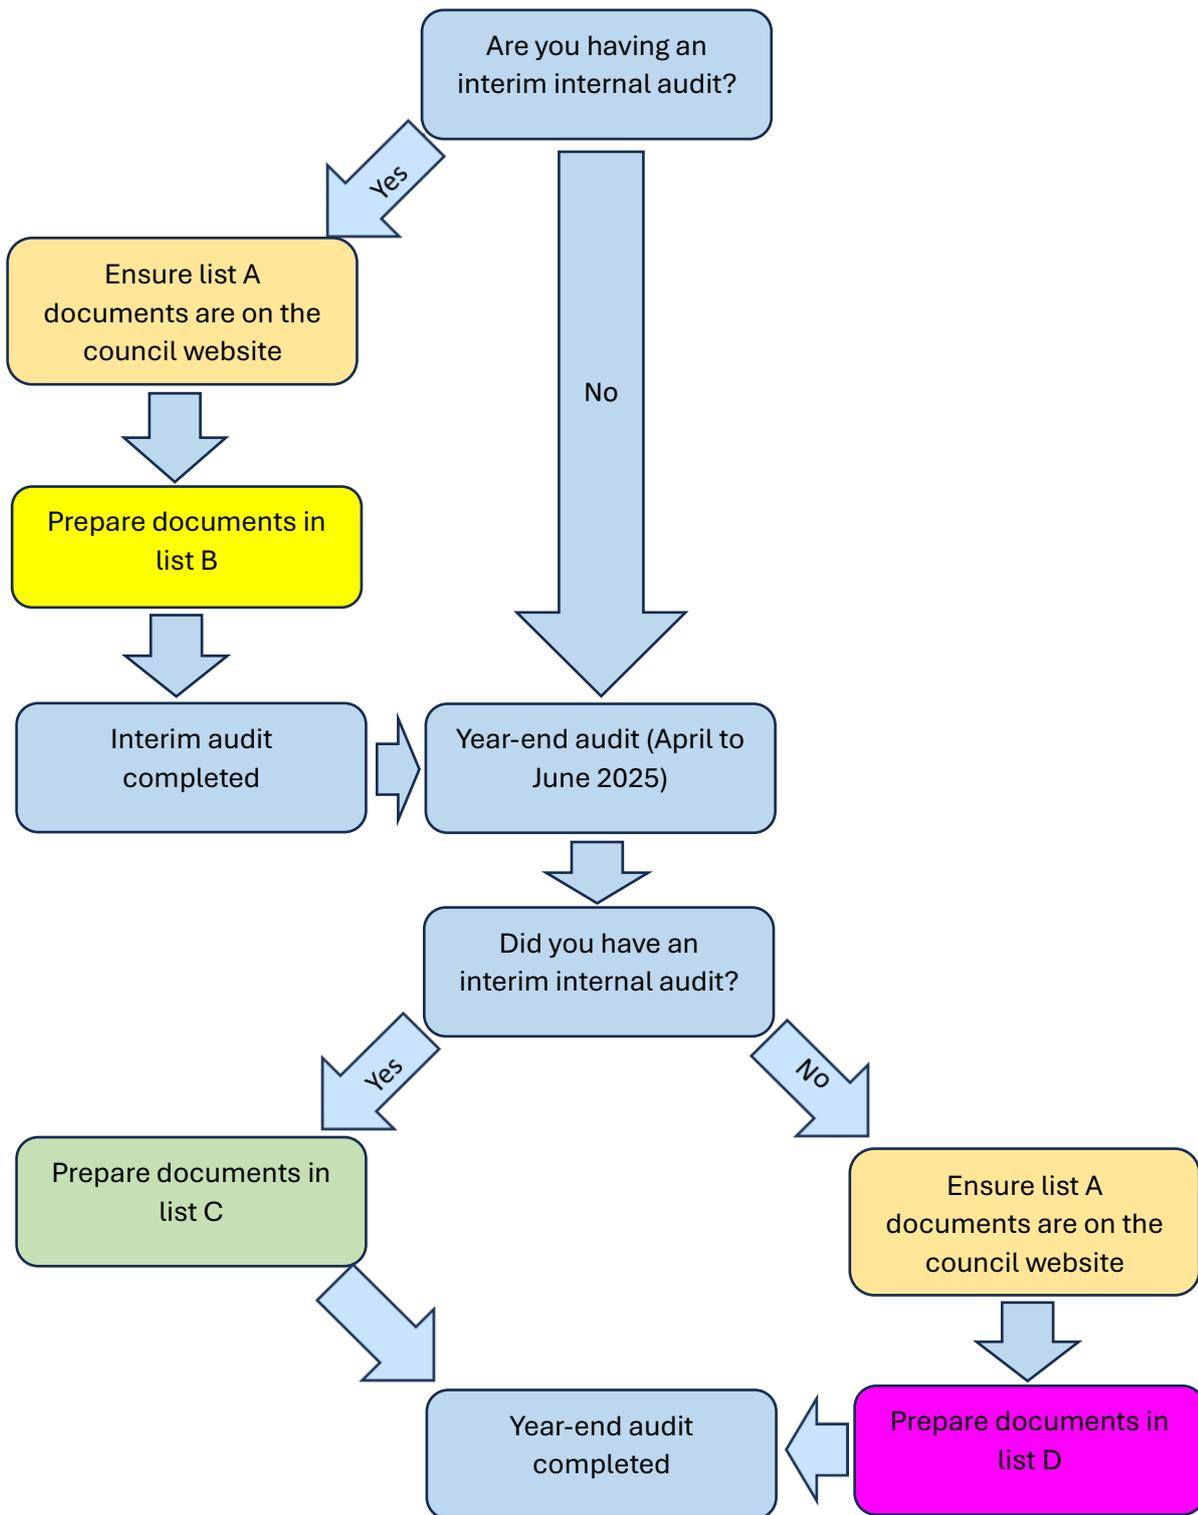 Are you having an
interim internal audit?
Yes
Ensure list A
documents are on the
council website
No
Prepare documents in
list B
Interim audit
completed
Year-end audit (April to
June 2025)
Did you have an
interim internal audit?
Yes
No
Prepare documents in
list C
Ensure list A
documents are on the
council website
Year-end audit
completed
Prepare documents in
list D